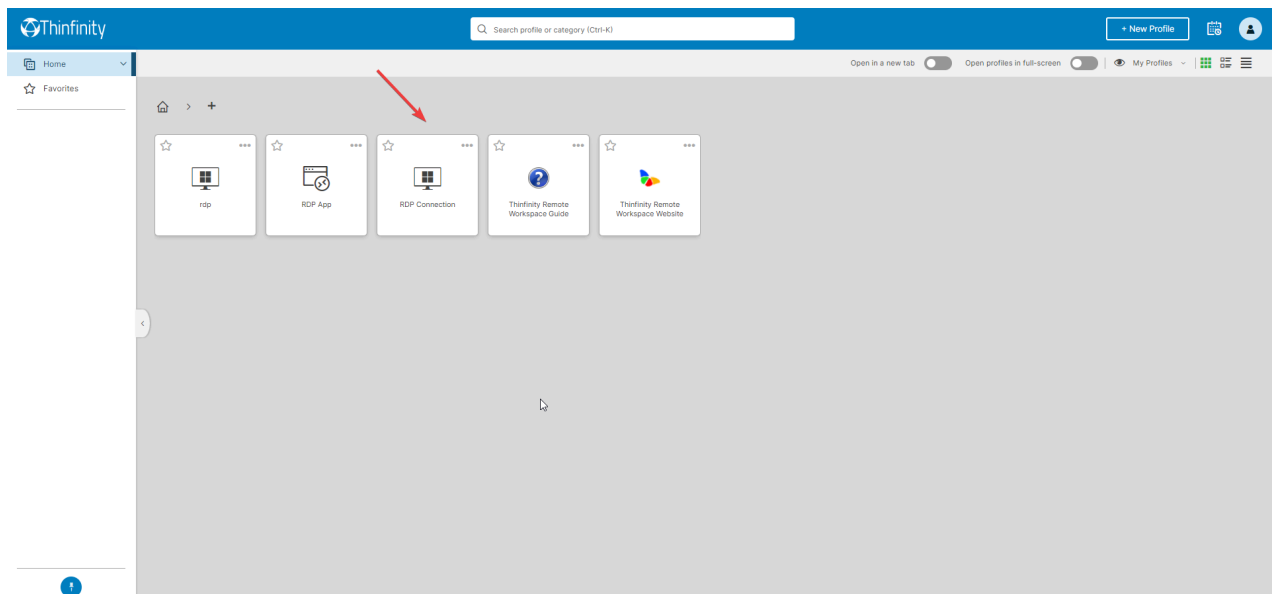 Thinfinity
Search profile or category (Ctrl-K)
+ New Profile
Home
Open in a new tab
Open profiles in full-screen
My Profiles
Favorites
rdp
RDP App
RDP Connection
Thinfinity Remote
Workspace Guide
Thinfinity Remote
Workspace Website